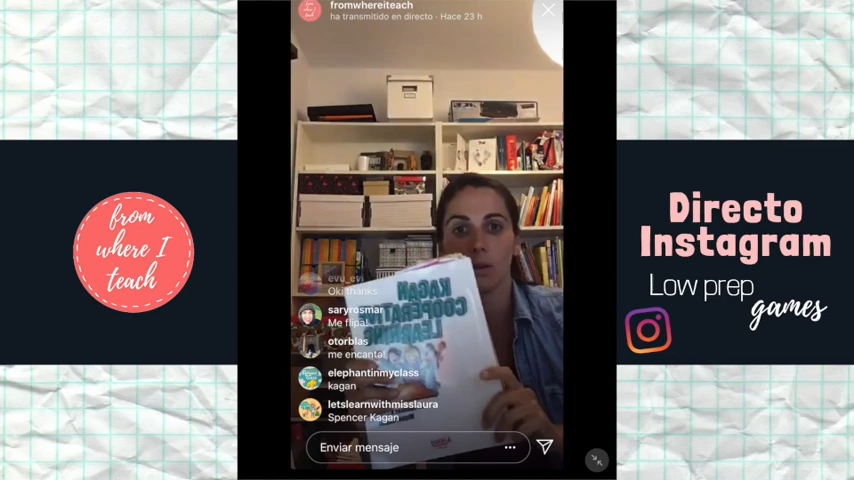 from
where I
teach
fromwhereiteach
ha transmitido en directo · Hace 23 h
KAGAN
COOPERATIVE
LEARNING
evu_evi
Oki thanks
saryrosmar
Me flipa!
otorblas
me encanta!
elephantinmyclass
kagan
letslearnwithmisslaura
Spencer Kagan
Enviar mensaje
Directo
Instagram
Low prep
games